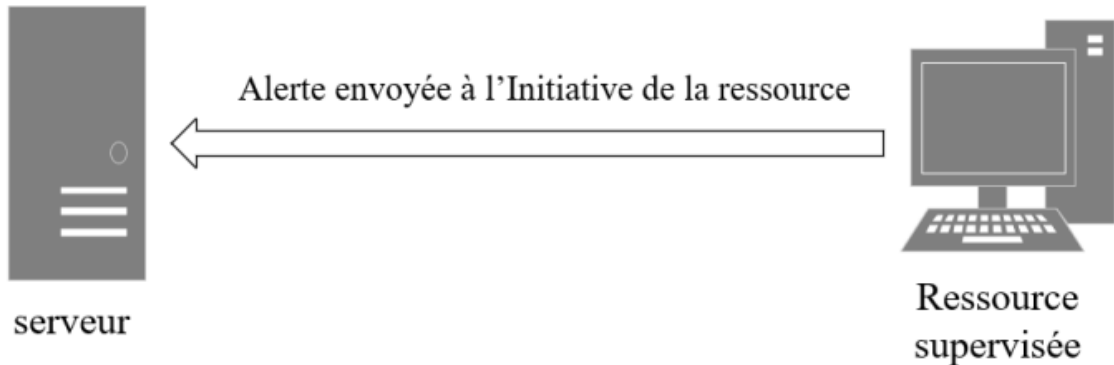 Alerte envoyée à l’Initiative de la ressource
serveur
Ressource
supervisée